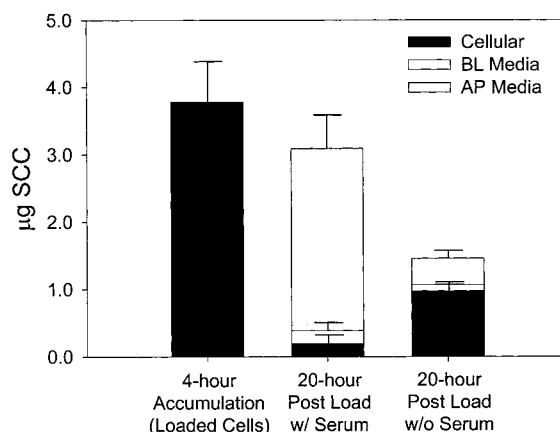 5.0
4.0
3.0
2.0
1.0
0.0
µg SCC
Cellular
BL Media
AP Media
4-hour
Accumulation
(Loaded Cells)
20-hour
Post Load
w/ Serum
20-hour
Post Load
w/o Serum